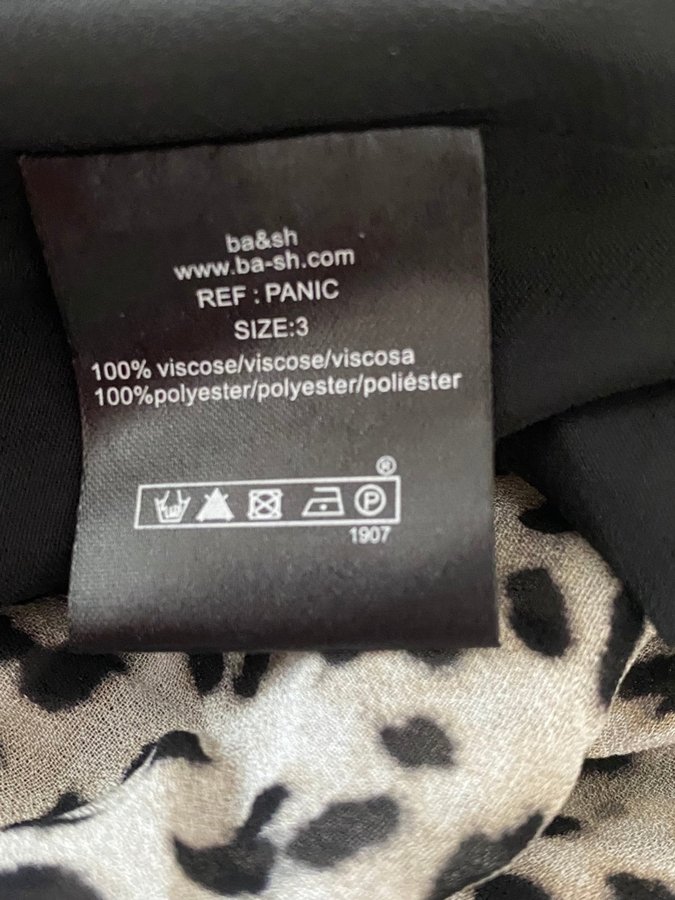 ba&sh
www.ba-sh.com
REF : PANIC
SIZE:3
100% viscose/viscose/viscosa
100%polyester/polyester/poliéster
®
P
1907